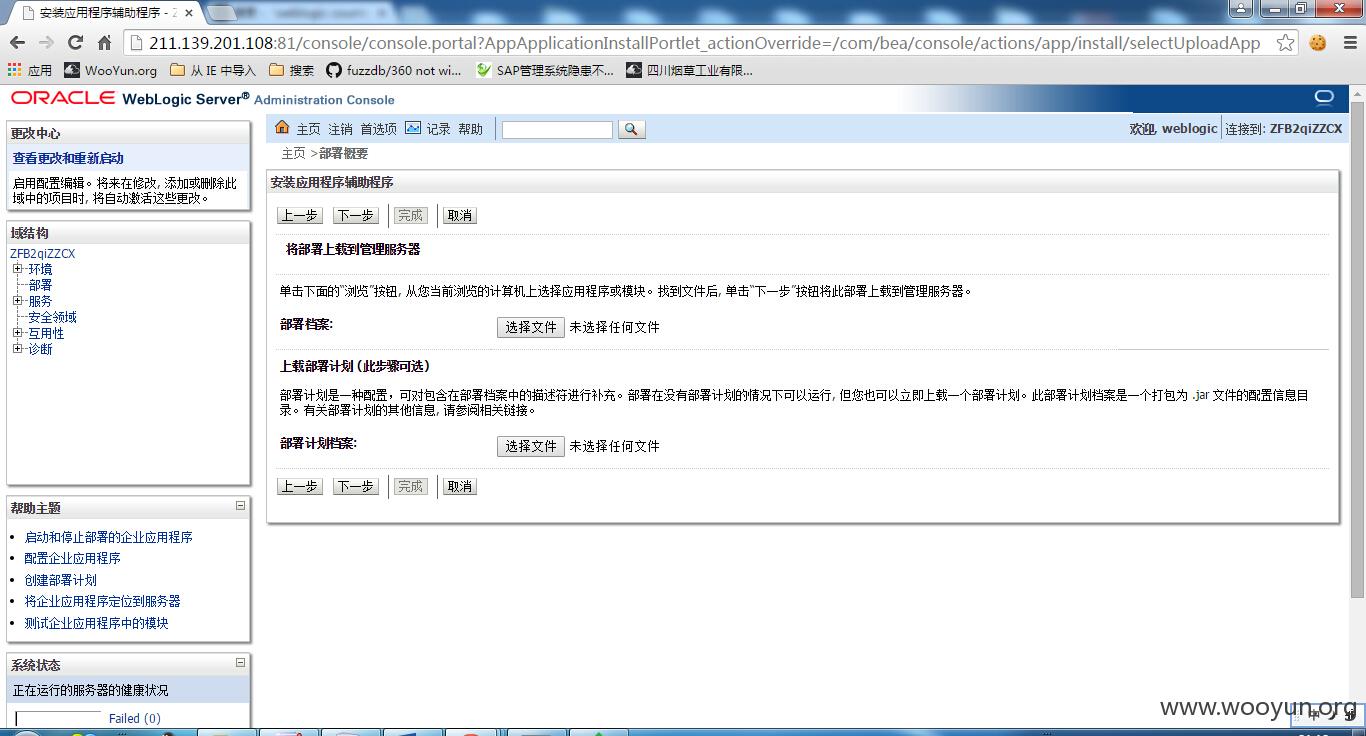 安装应用程序辅助程序 - Z
211.139.201.108:81/console/console.portal?AppApplicationInstallPortlet_actionOverride=/com/bea/console/actions/app/install/selectUploadApp
应用 WooYun.org 从 IE 中导入 搜索 fuzzdb/360 not wi... SAP管理系统隐患不... 四川烟草工业有限...
ORACLE WebLogic Server® Administration Console
更改中心
查看更改和重新启动
启用配置编辑。将来在修改, 添加或删除此
域中的项目时, 将自动激活这些更改。
域结构
ZFB2qiZZCX
环境
部署
服务
安全领域
互用性
诊断
帮助主题
启动和停止部署的企业应用程序
配置企业应用程序
创建部署计划
将企业应用程序定位到服务器
测试企业应用程序中的模块
系统状态
正在运行的服务器的健康状况
Failed (0)
主页 注销 首选项 记录 帮助
欢迎, weblogic 连接到: ZFB2qiZZCX
主页 >部署概要
安装应用程序辅助程序
上一步 下一步 完成 取消
将部署上载到管理服务器
单击下面的“浏览”按钮, 从您当前浏览的计算机上选择应用程序或模块。找到文件后, 单击“下一步”按钮将此部署上载到管理服务器。
部署档案: 选择文件 未选择任何文件
上载部署计划 (此步骤可选)
部署计划是一种配置，可对包含在部署档案中的描述符进行补充。部署在没有部署计划的情况下可以运行, 但您也可以立即上载一个部署计划。此部署计划档案是一个打包为 .jar 文件的配置信息目
录。有关部署计划的其他信息, 请参阅相关链接。
部署计划档案: 选择文件 未选择任何文件
上一步 下一步 完成 取消
www.wooyun.org
中